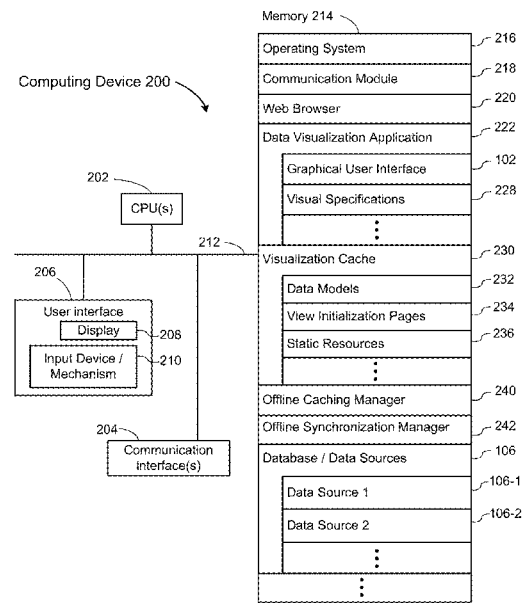 Memory 214
Operating System
216
Communication Module
218
Computing Device 200
Web Browser
220
Data Visualization Application
222
Graphical User Interface
102
202
Visual Specifications
228
CPU(s)
212
Visualization Cache
230
206
Data Models
232
User interface
View Initialization Pages
234
Display
208
Static Resources
236
Input Device /
Mechanism
210
Offline Caching Manager
240
204
Offline Synchronization Manager
242
Communication
interface(s)
Database / Data Sources
106
Data Source 1
106-1
Data Source 2
106-2